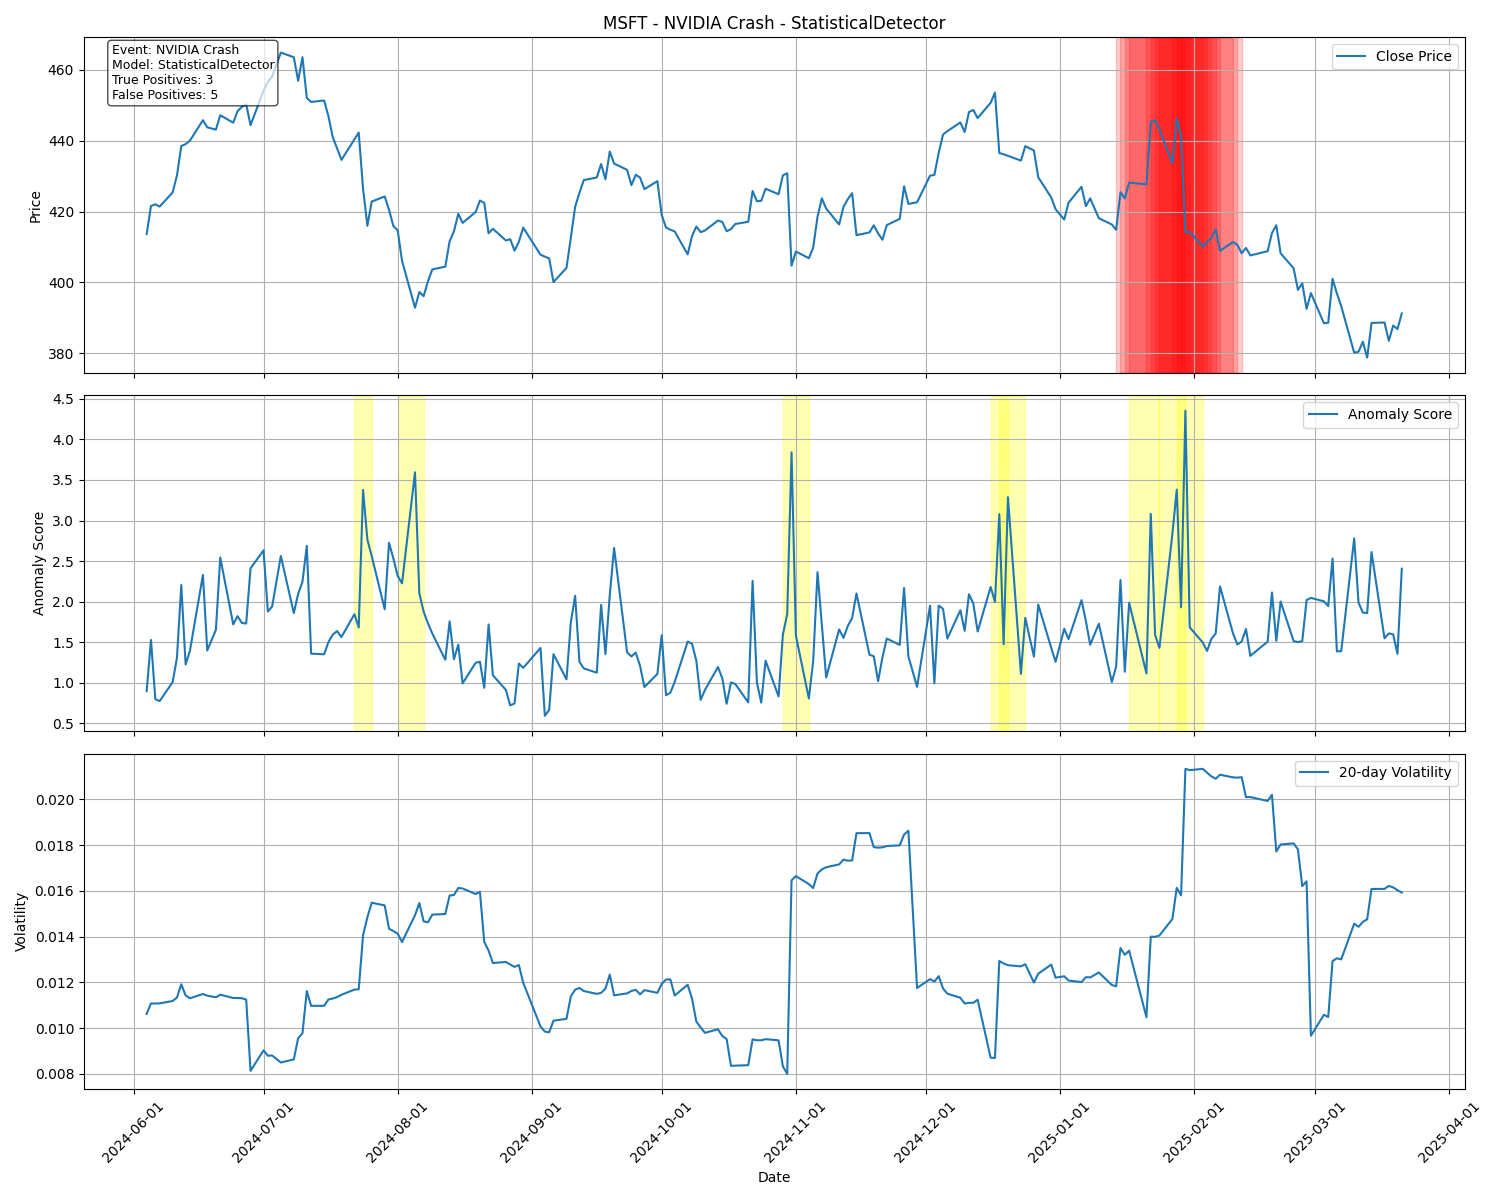 MSFT - NVIDIA Crash - StatisticalDetector
Event: NVIDIA Crash
Model: StatisticalDetector
True Positives: 3
False Positives: 5
Close Price
460
440
420
400
380
Price
Anomaly Score
4.5
4.0
3.5
3.0
2.5
2.0
1.5
1.0
0.5
Anomaly Score
20-day Volatility
0.020
0.018
0.016
0.014
0.012
0.010
0.008
Volatility
2024-06-01
2024-07-01
2024-08-01
2024-09-01
2024-10-01
2024-11-01
2024-12-01
2025-01-01
2025-02-01
2025-03-01
2025-04-01
Date